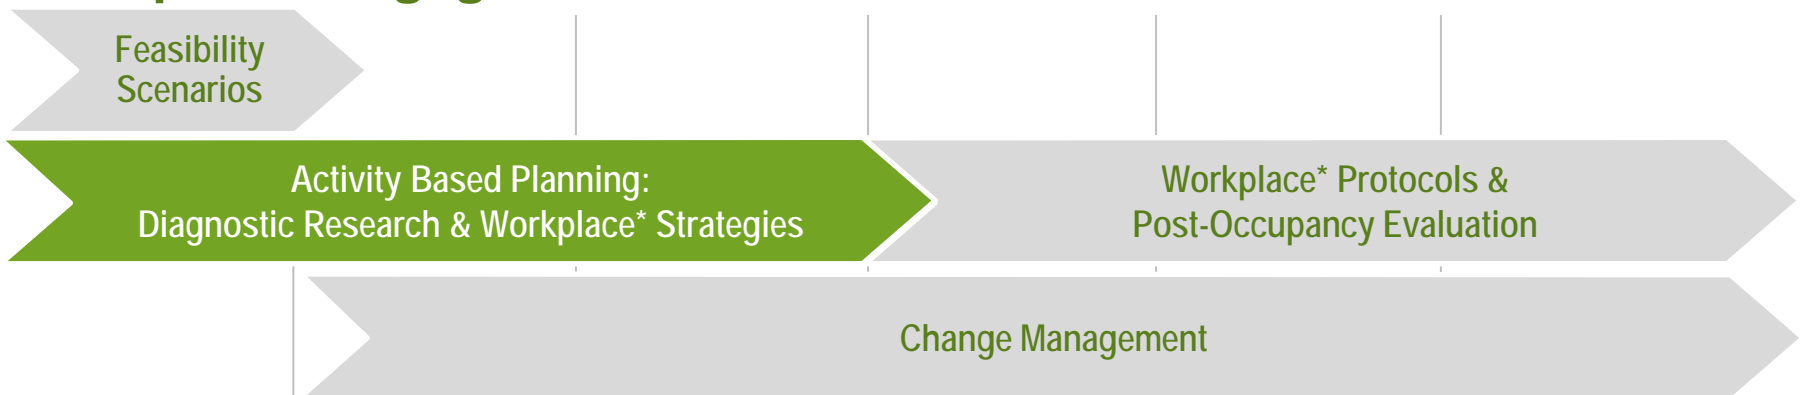 Feasibility
Scenarios
Activity Based Planning:
Diagnostic Research & Workplace* Strategies
Workplace* Protocols &
Post-Occupancy Evaluation
Change Management